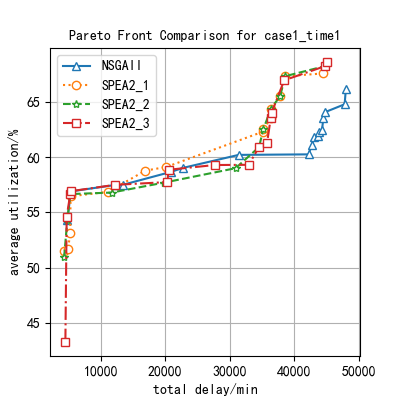 Pareto Front Comparison for case1_time1
NSGAII
SPEA2_1
SPEA2_2
SPEA2_3
average utilization/%
65
60
55
50
45
10000 20000 30000 40000 50000
total delay/min